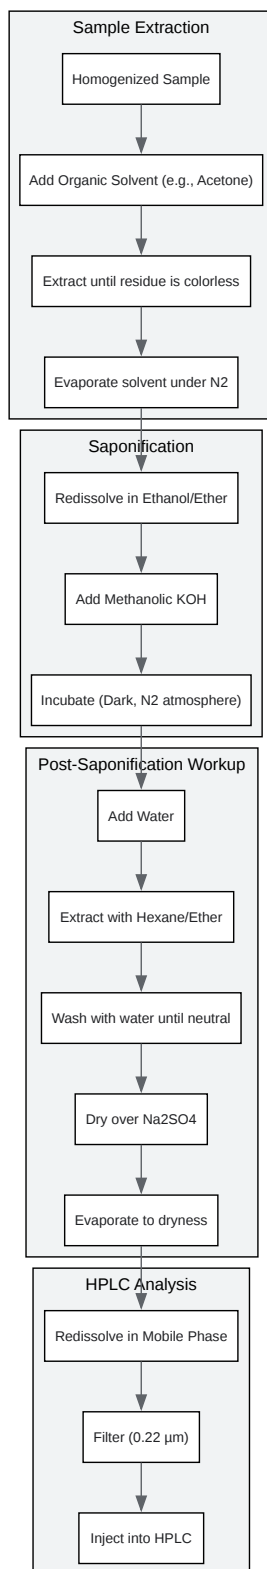 Sample Extraction
Homogenized Sample
Add Organic Solvent (e.g., Acetone)
Extract until residue is colorless
Evaporate solvent under N2
Saponification
Redissolve in Ethanol/Ether
Add Methanolic KOH
Incubate (Dark, N2 atmosphere)
Post-Saponification Workup
Add Water
Extract with Hexane/Ether
Wash with water until neutral
Dry over Na2SO4
Evaporate to dryness
HPLC Analysis
Redissolve in Mobile Phase
Filter (0.22 µm)
Inject into HPLC